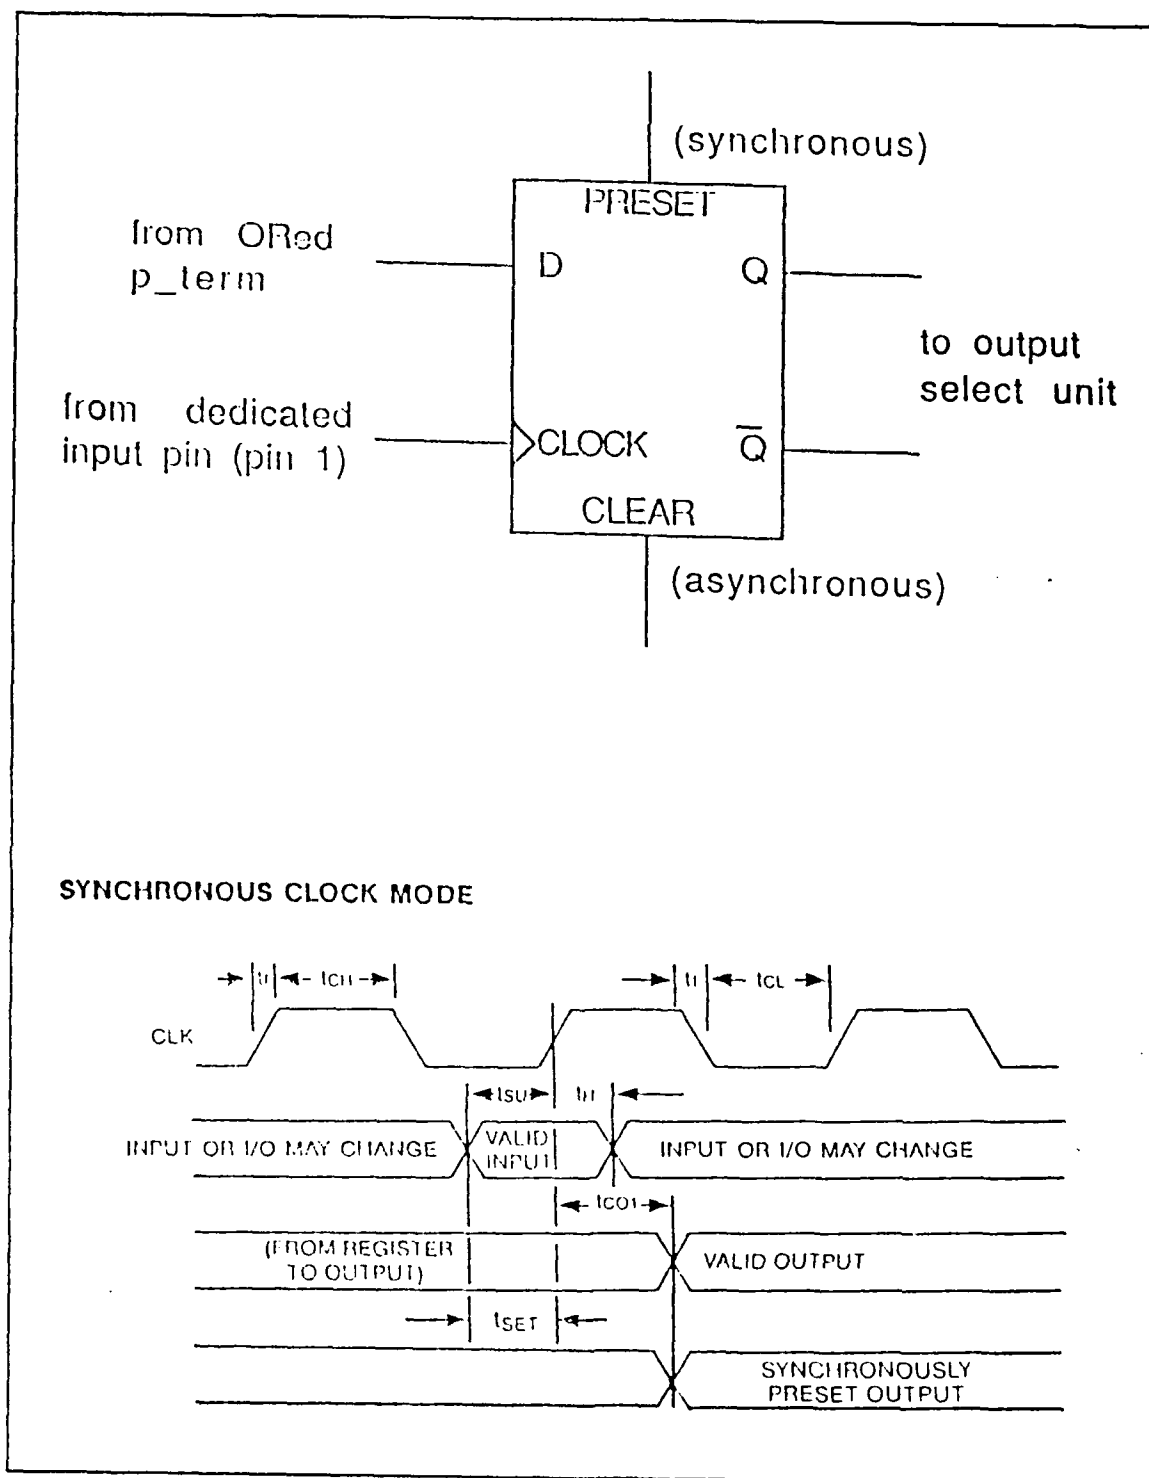 (synchronous)
PRESET
from ORed
p_term
D
Q
to output
select unit
from dedicated
input pin (pin 1)
CLOCK
Q̅
CLEAR
(asynchronous)
SYNCHRONOUS CLOCK MODE
tCH
tCL
CLK
tSU
tH
INPUT OR I/O MAY CHANGE
VALID
INPUT
INPUT OR I/O MAY CHANGE
tCO1
(FROM REGISTER
TO OUTPUT)
VALID OUTPUT
tSET
SYNCHRONOUSLY
PRESET OUTPUT